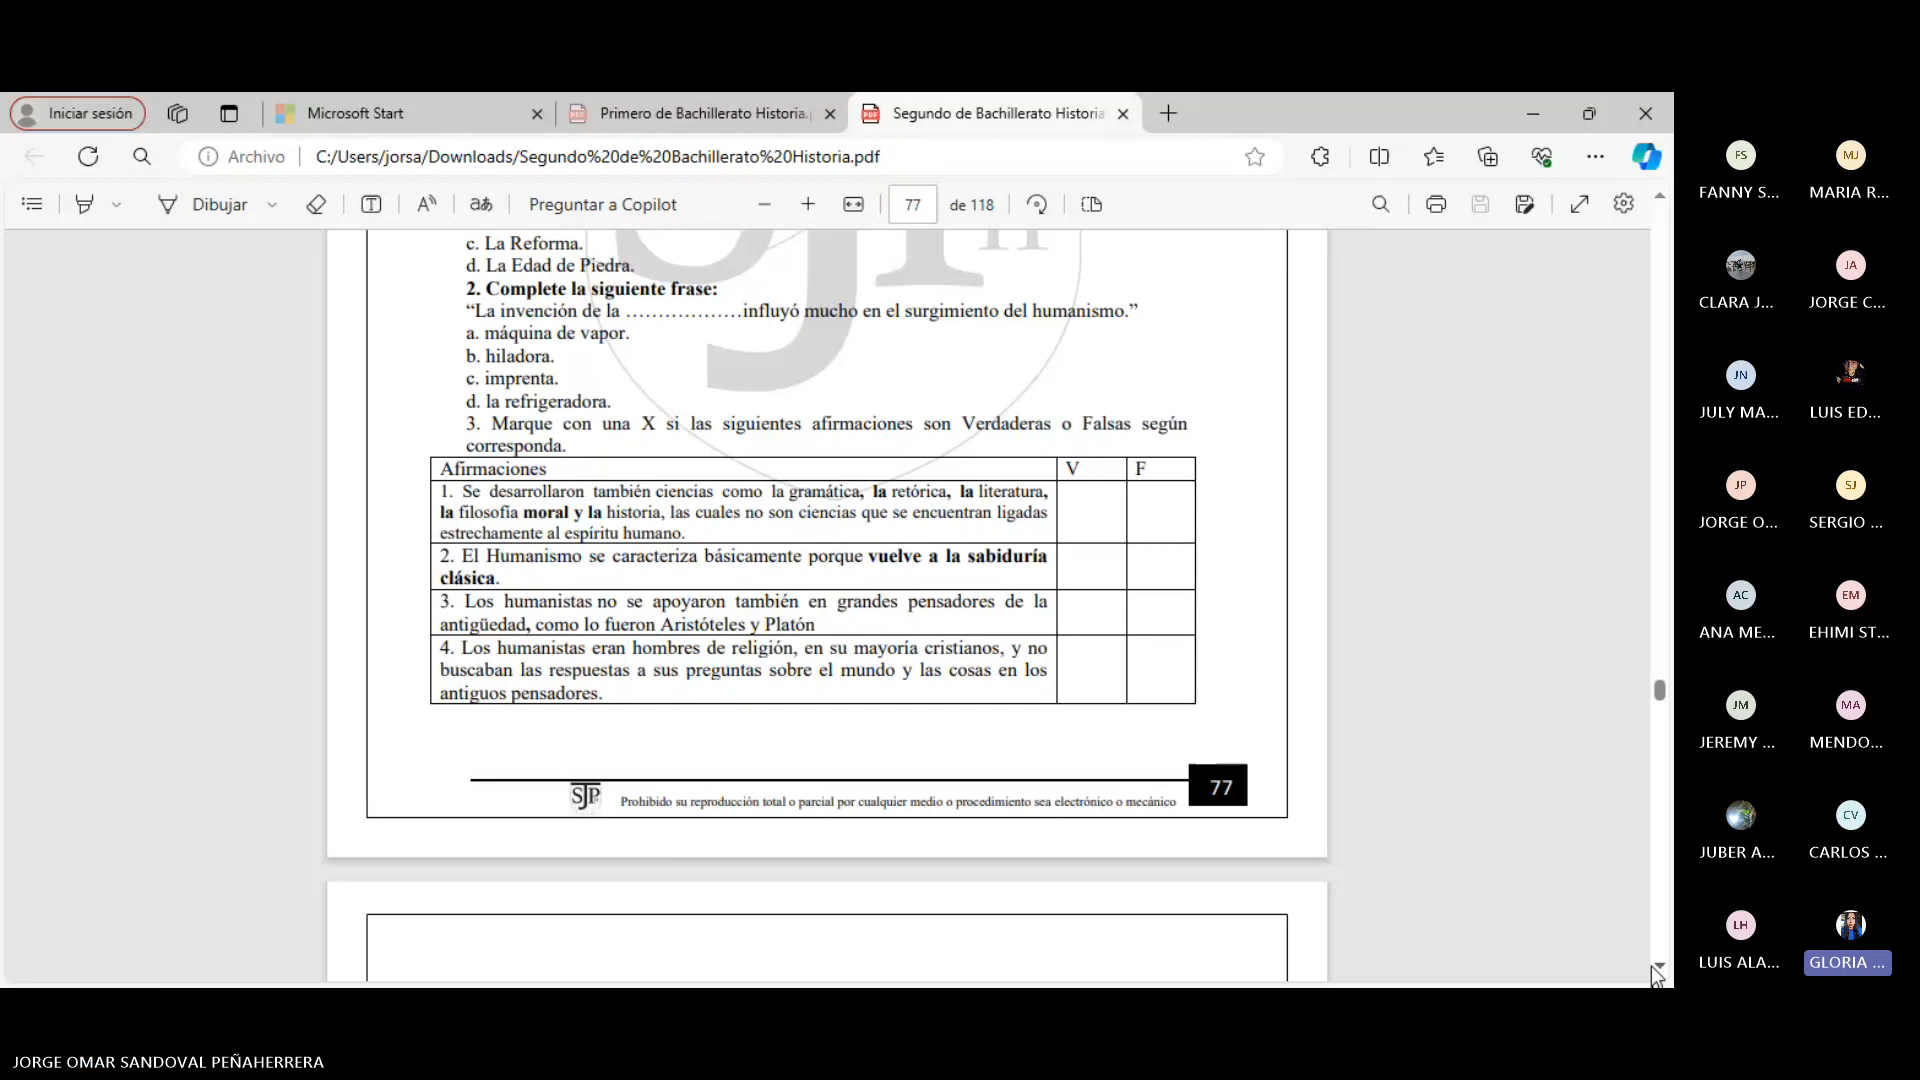 Iniciar sesión
Microsoft Start
Primero de Bachillerato Historia.
Segundo de Bachillerato Historia
Archivo
C:/Users/jorsa/Downloads/Segundo%20de%20Bachillerato%20Historia.pdf
Dibujar
Preguntar a Copilot
77
de 118
c. La Reforma.
d. La Edad de Piedra.
2. Complete la siguiente frase:
“La invención de la ………………influyó mucho en el surgimiento del humanismo.”
a. máquina de vapor.
b. hiladora.
c. imprenta.
d. la refrigeradora.
3. Marque con una X si las siguientes afirmaciones son Verdaderas o Falsas según
corresponda.
Afirmaciones V F
1. Se desarrollaron también ciencias como la gramática, la retórica, la literatura,
la filosofía moral y la historia, las cuales no son ciencias que se encuentran ligadas
estrechamente al espíritu humano.
2. El Humanismo se caracteriza básicamente porque vuelve a la sabiduría
clásica.
3. Los humanistas no se apoyaron también en grandes pensadores de la
antigüedad, como lo fueron Aristóteles y Platón
4. Los humanistas eran hombres de religión, en su mayoría cristianos, y no
buscaban las respuestas a sus preguntas sobre el mundo y las cosas en los
antiguos pensadores.
SJP
Prohibido su reproducción total o parcial por cualquier medio o procedimiento sea electrónico o mecánico
77
FS
FANNY S...
MJ
MARIA R...
CLARA J...
JA
JORGE C...
JN
JULY MA...
LUIS ED...
JP
JORGE O...
SJ
SERGIO ...
AC
ANA ME...
EM
EHIMI ST...
JM
JEREMY ...
MA
MENDO...
JUBER A...
CV
CARLOS ...
LH
LUIS ALA...
GLORIA ...
JORGE OMAR SANDOVAL PEÑAHERRERA